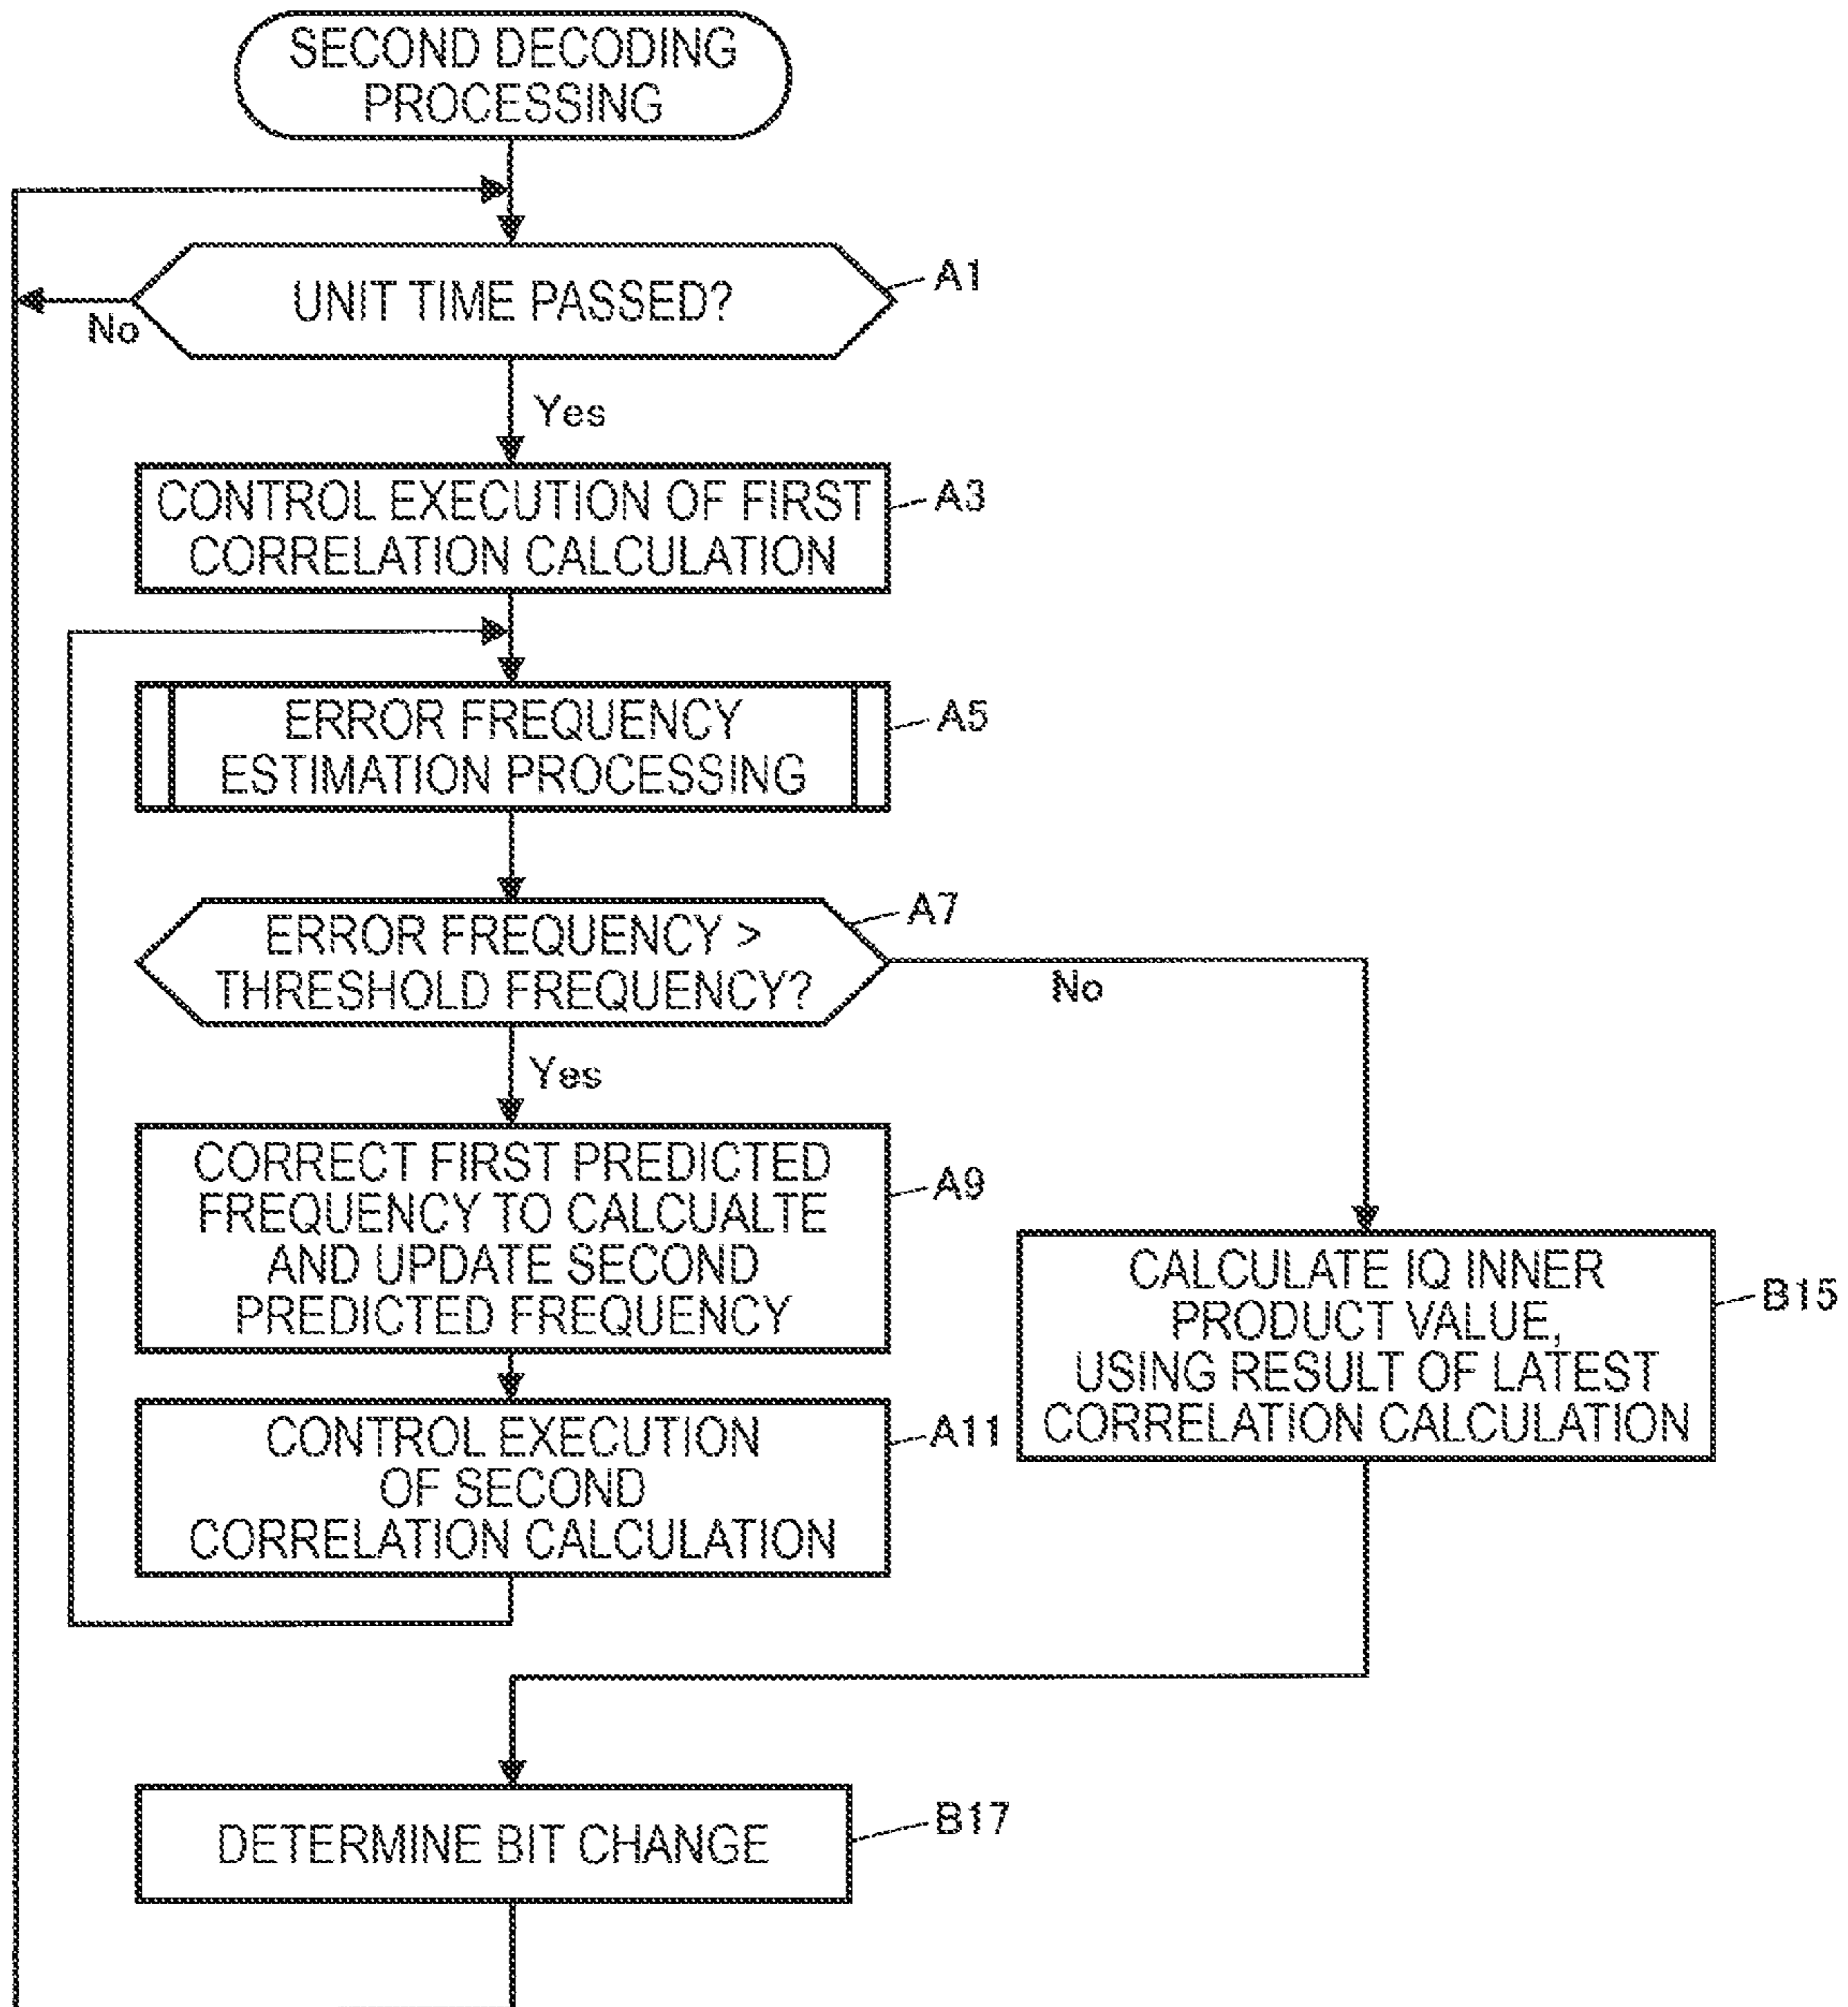 SECOND DECODING
PROCESSING
UNIT TIME PASSED?
A1
No
Yes
CONTROL EXECUTION OF FIRST
CORRELATION CALCULATION
A3
ERROR FREQUENCY
ESTIMATION PROCESSING
A5
ERROR FREQUENCY >
THRESHOLD FREQUENCY?
A7
No
Yes
CORRECT FIRST PREDICTED
FREQUENCY TO CALCUALTE
AND UPDATE SECOND
PREDICTED FREQUENCY
A9
CALCULATE IQ INNER
PRODUCT VALUE,
USING RESULT OF LATEST
CORRELATION CALCULATION
B15
CONTROL EXECUTION
OF SECOND
CORRELATION CALCULATION
A11
DETERMINE BIT CHANGE
B17